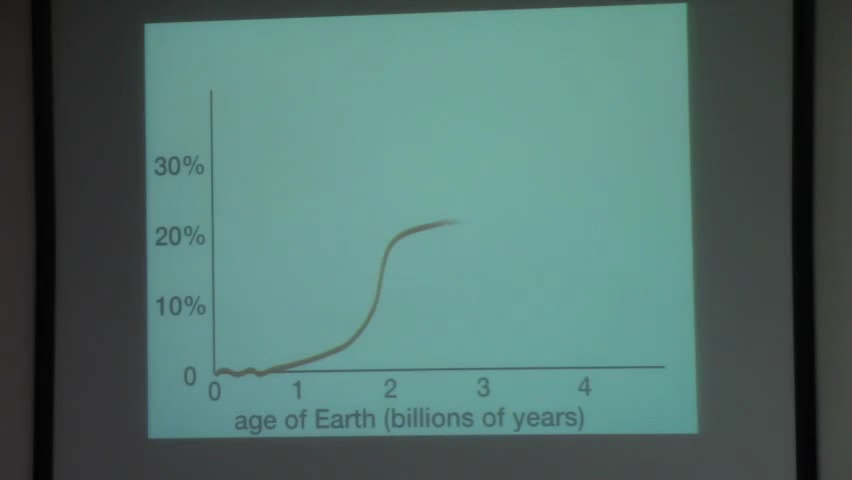 30%
20%
10%
0
0 1 2 3 4
age of Earth (billions of years)